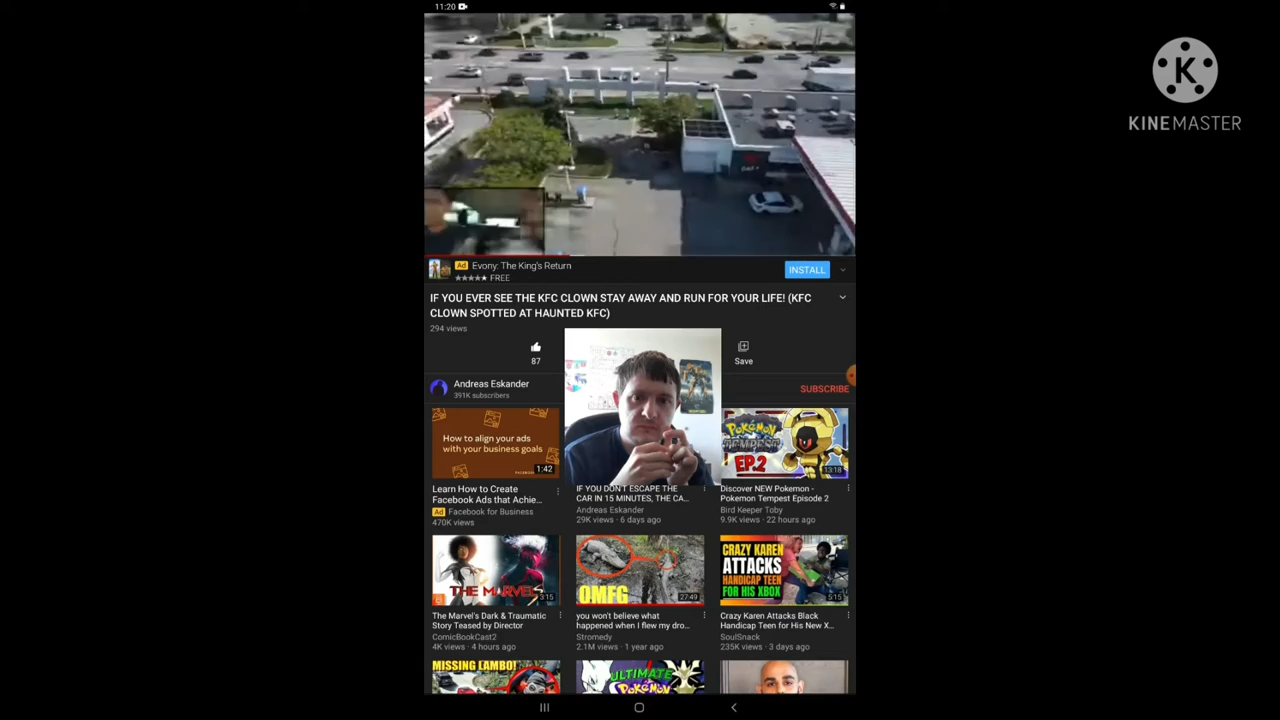 11:20
KINEMASTER
Ad Evony: The King's Return
★★★★★ FREE
INSTALL
IF YOU EVER SEE THE KFC CLOWN STAY AWAY AND RUN FOR YOUR LIFE! (KFC
CLOWN SPOTTED AT HAUNTED KFC)
294 views
87
Save
Andreas Eskander
391K subscribers
SUBSCRIBE
How to align your ads
with your business goals
1:42
Learn How to Create
Facebook Ads that Achie...
Ad Facebook for Business
470K views
IF YOU DON'T ESCAPE THE
CAR IN 15 MINUTES, THE CA...
Andreas Eskander
29K views · 6 days ago
POKÉMON
TEMPEST
EP.2
13:18
Discover NEW Pokemon -
Pokemon Tempest Episode 2
Bird Keeper Toby
9.9K views · 22 hours ago
THE MARVELS
3:15
The Marvel's Dark & Traumatic
Story Teased by Director
ComicBookCast2
4K views · 4 hours ago
OMFG
27:49
you won't believe what
happened when I flew my dro...
Stromedy
2.1M views · 1 year ago
CRAZY KAREN
ATTACKS
HANDICAP TEEN
FOR HIS XBOX
5:15
Crazy Karen Attacks Black
Handicap Teen for His New X...
SoulSnack
235K views · 3 days ago
MISSING LAMBO!
ULTIMATE
POKÉMON